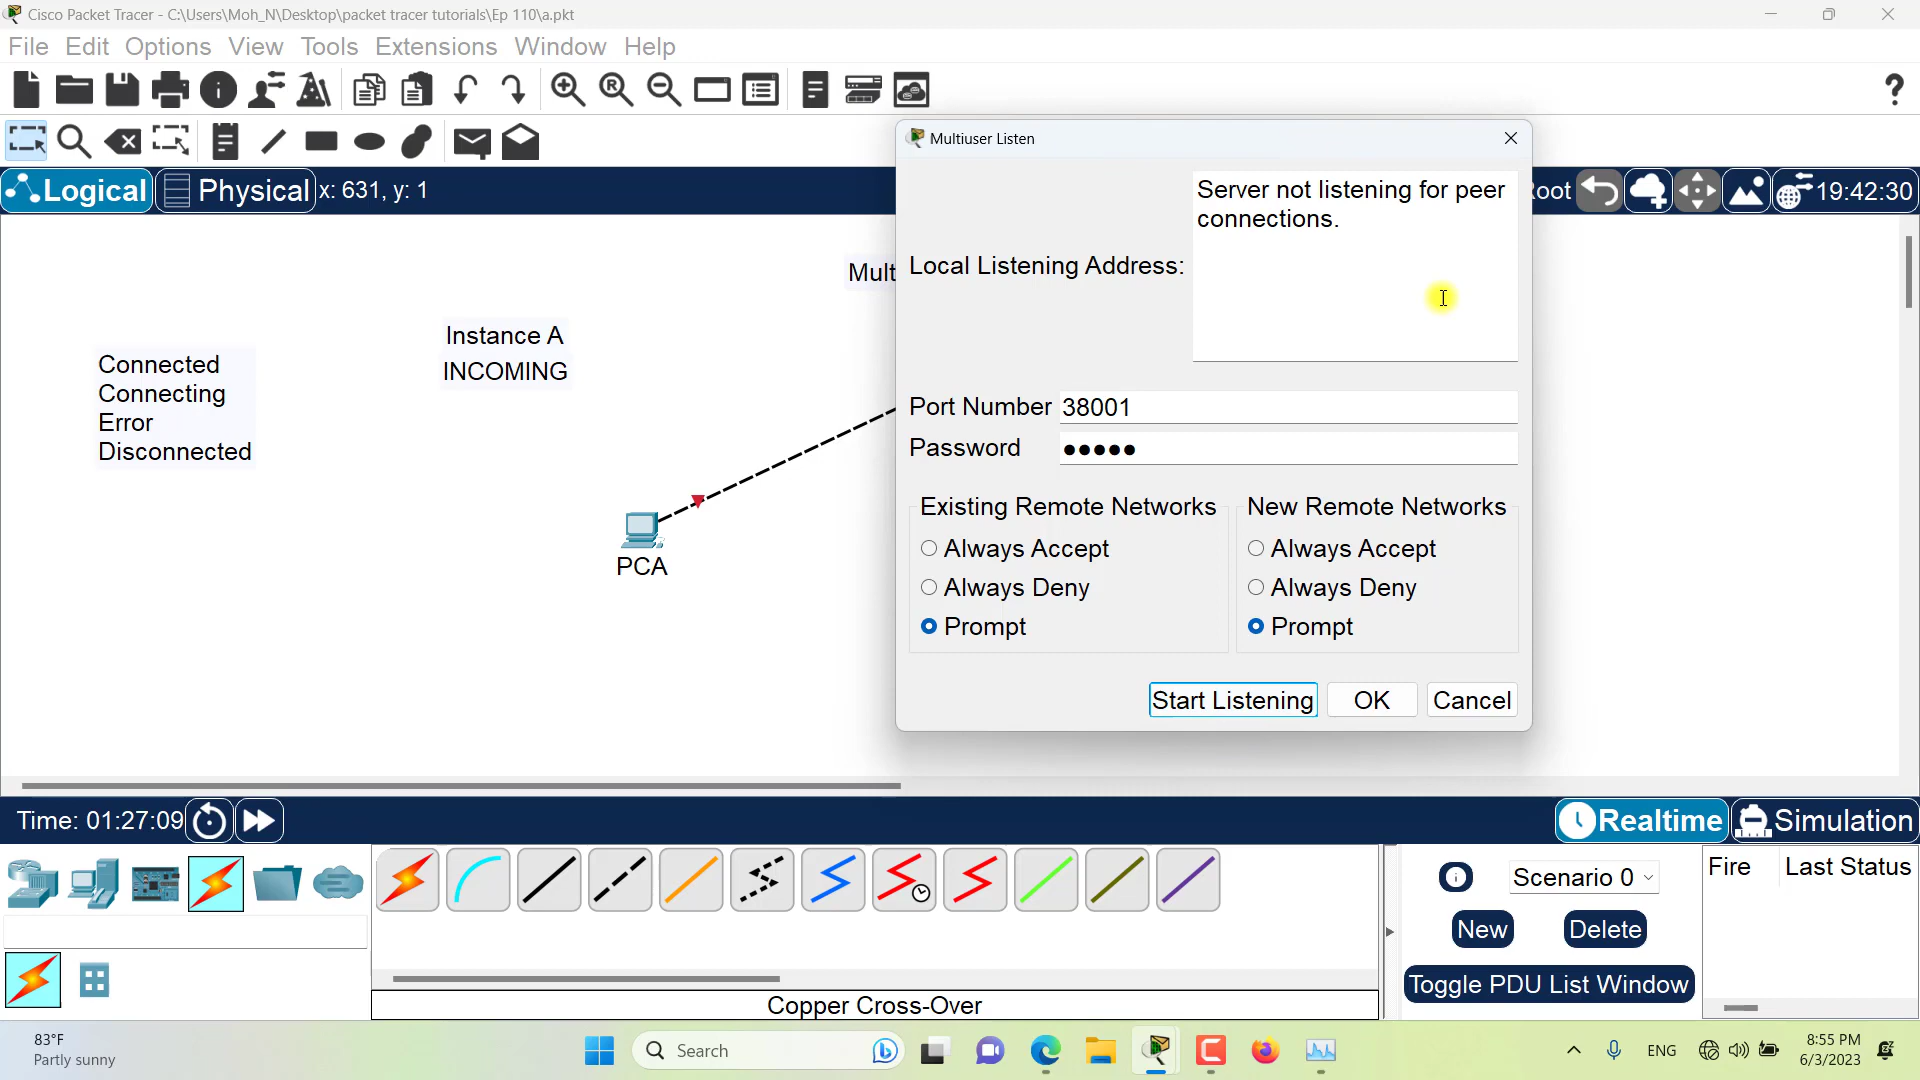 Cisco Packet Tracer - C:\Users\Moh_N\Desktop\packet tracer tutorials\Ep 110\a.pkt
File Edit Options View Tools Extensions Window Help
Logical Physical x: 631, y: 1
Root 19:42:30
Mult
Instance A
INCOMING
Connected
Connecting
Error
Disconnected
PCA
Multiuser Listen
Server not listening for peer
connections.
Local Listening Address:
Port Number 38001
Password ●●●●●
Existing Remote Networks
Always Accept
Always Deny
Prompt
New Remote Networks
Always Accept
Always Deny
Prompt
Start Listening OK Cancel
Time: 01:27:09
Realtime Simulation
Scenario 0
New Delete
Toggle PDU List Window
Fire Last Status
Copper Cross-Over
83°F
Partly sunny
Search
ENG
8:55 PM
6/3/2023